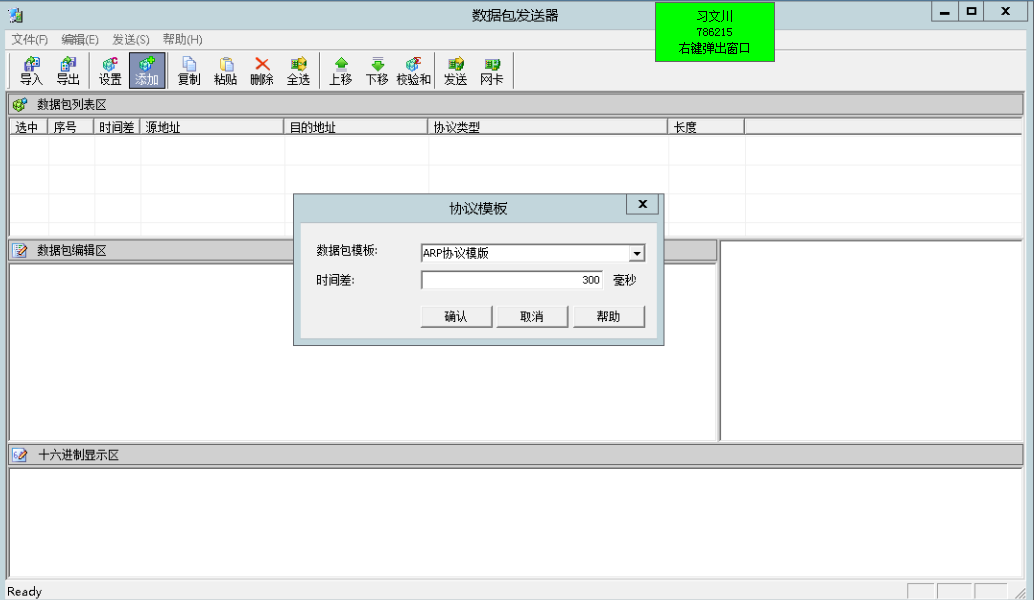 数据包发送器
习文川
786215
右键弹出窗口
文件(F) 编辑(E) 发送(S) 帮助(H)
导入 导出 设置 添加 复制 粘贴 删除 全选 上移 下移 校验和 发送 网卡
数据包列表区
选中 序号 时间差 源地址 目的地址 协议类型 长度
协议模板
数据包模板: ARP协议模版
时间差: 300 毫秒
确认 取消 帮助
数据包编辑区
十六进制显示区
Ready